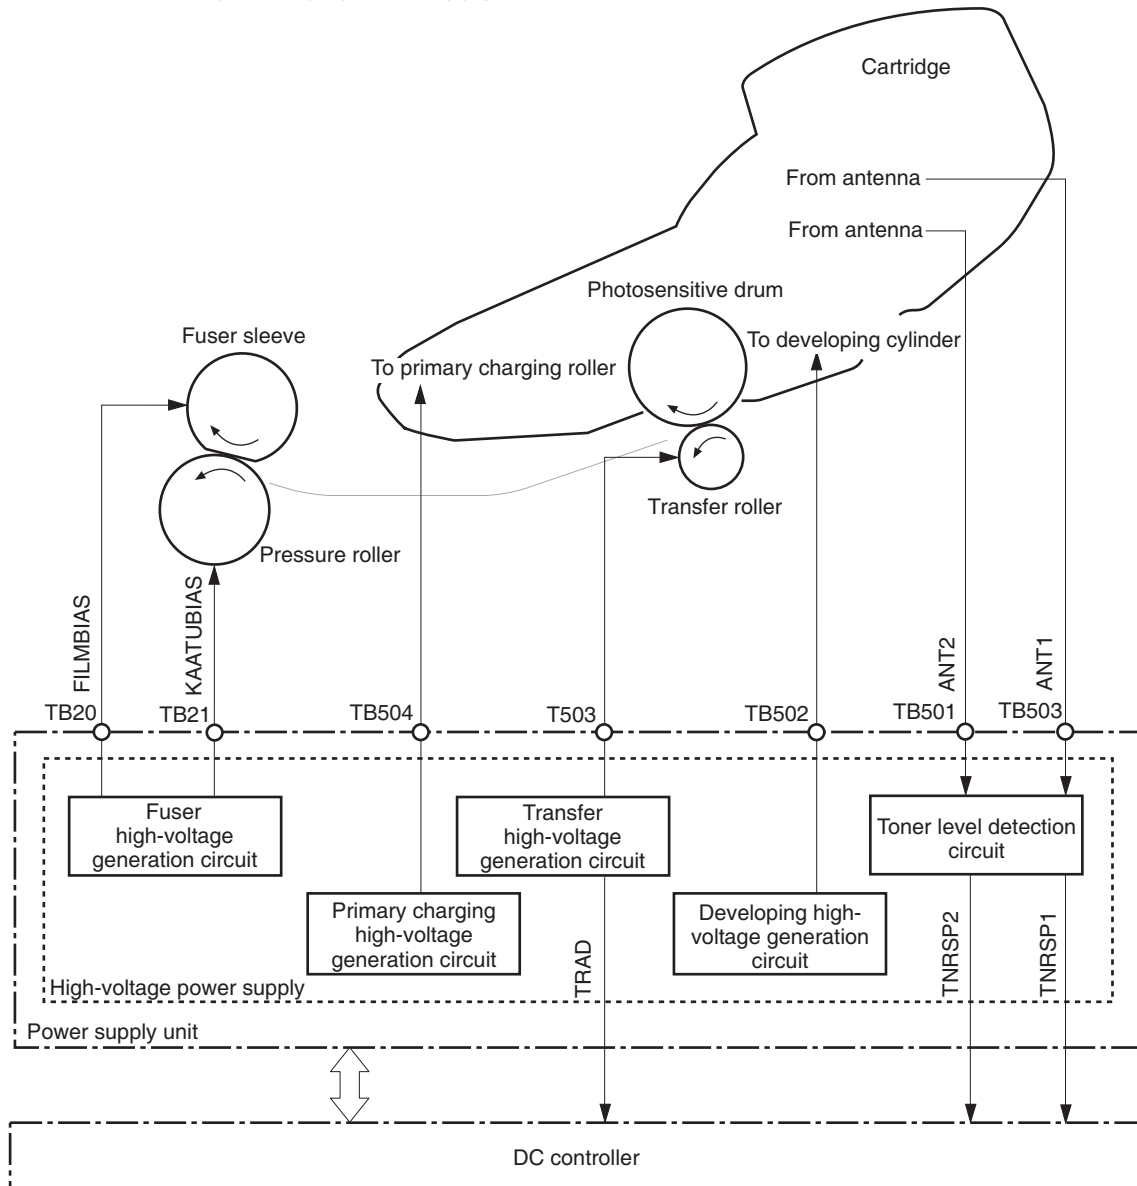 Cartridge
From antenna
From antenna
Photosensitive drum
Fuser sleeve
To developing cylinder
To primary charging roller
Transfer roller
Pressure roller
FILMBIAS
KAATUBIAS
ANT2
ANT1
TB20
TB21
TB504
T503
TB502
TB501
TB503
Fuser
high-voltage
generation circuit
Transfer
high-voltage
generation circuit
Toner level detection
circuit
Primary charging
high-voltage
generation circuit
Developing high-
voltage generation
circuit
TRAD
TNRSP2
TNRSP1
High-voltage power supply
Power supply unit
DC controller